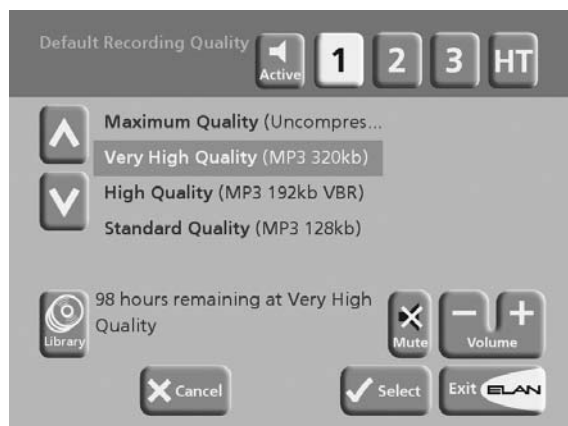 Default Recording Quality
Active
1
2
3
HT
Maximum Quality (Uncompres...
Very High Quality (MP3 320kb)
High Quality (MP3 192kb VBR)
Standard Quality (MP3 128kb)
Library
98 hours remaining at Very High
Quality
Mute
Volume
Cancel
Select
Exit ELAN